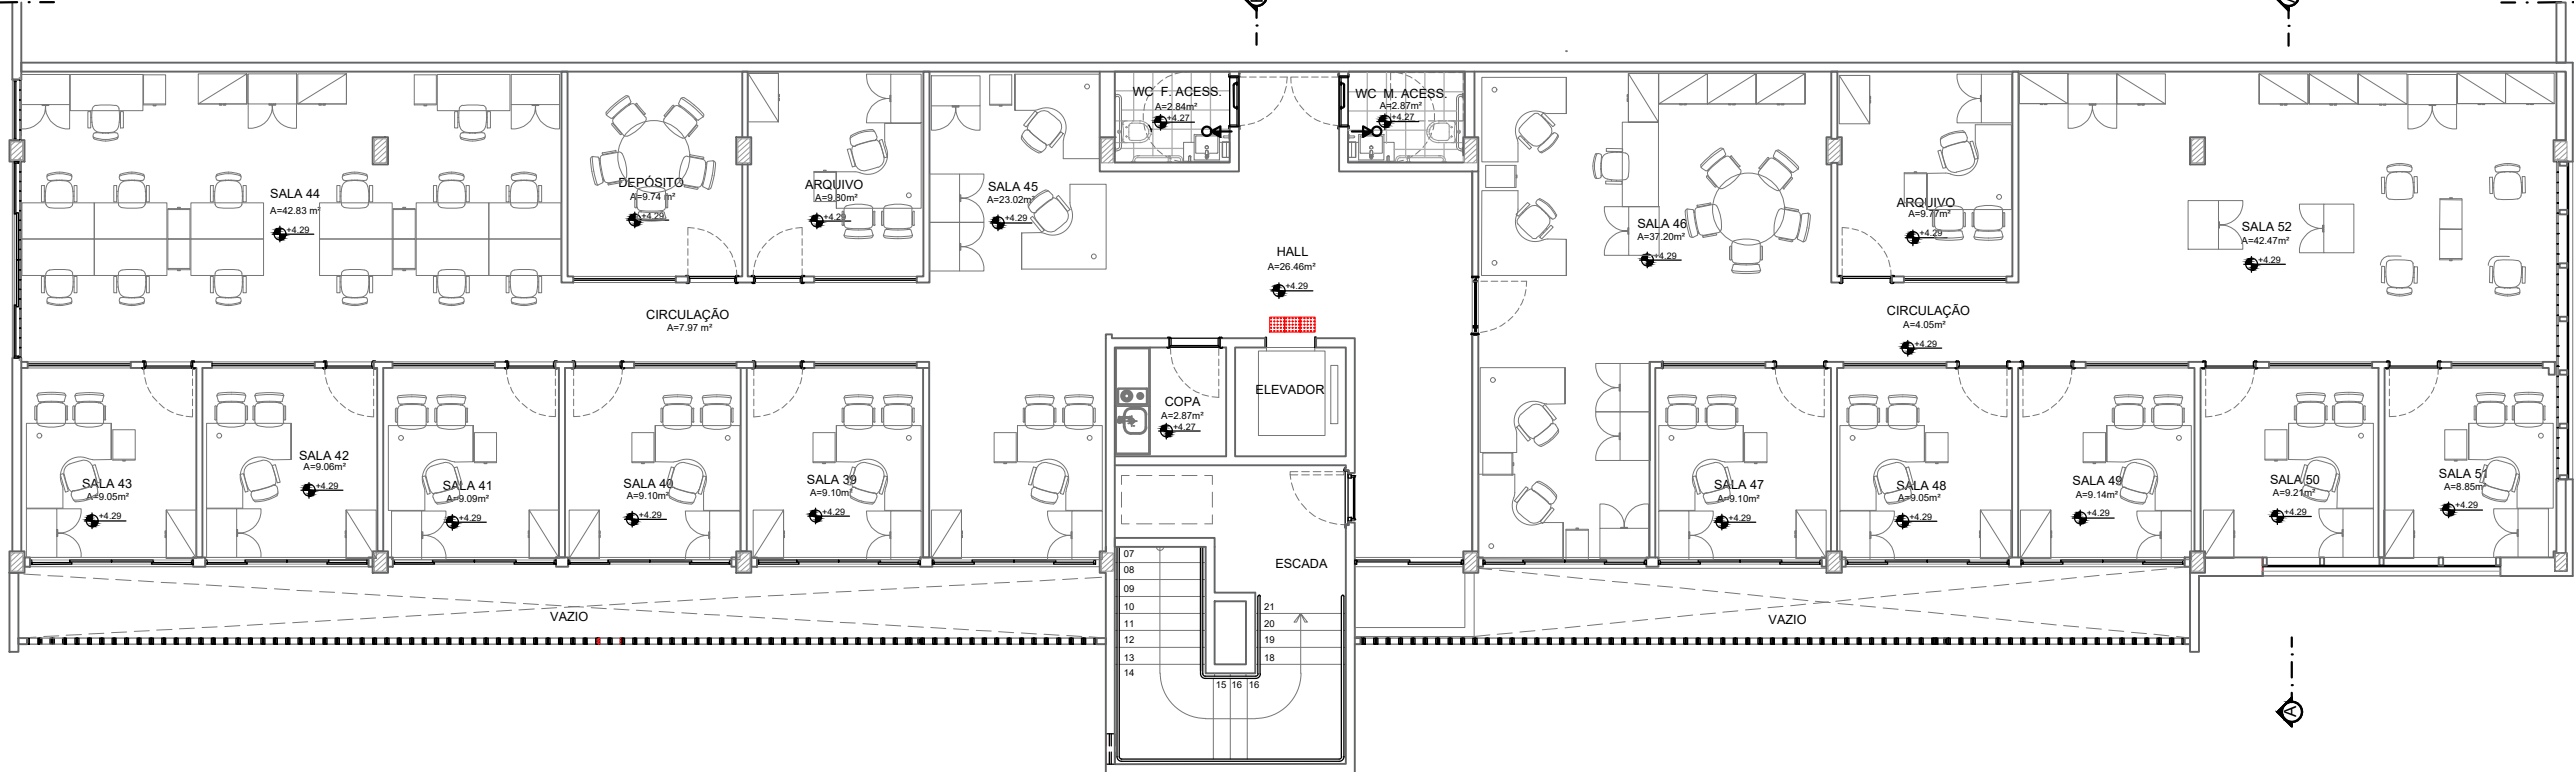 WC F. ACESS.
A=2.84m²
+4.27
WC M. ACESS.
A=2.87m²
+4.27
SALA 44
A=42.83 m²
+4.29
DEPÓSITO
A=9.74 m²
+4.29
ARQUIVO
A=9.80m²
+4.29
SALA 45
A=23.02m²
+4.29
HALL
A=26.46m²
+4.29
SALA 46
A=37.20m²
+4.29
ARQUIVO
A=9.77m²
+4.29
SALA 52
A=42.47m²
+4.29
CIRCULAÇÃO
A=7.97 m²
CIRCULAÇÃO
A=4.05m²
+4.29
COPA
A=2.87m²
+4.27
ELEVADOR
SALA 43
A=9.05m²
+4.29
SALA 42
A=9.06m²
+4.29
SALA 41
A=9.09m²
+4.29
SALA 40
A=9.10m²
+4.29
SALA 39
A=9.10m²
+4.29
SALA 47
A=9.10m²
+4.29
SALA 48
A=9.05m²
+4.29
SALA 49
A=9.14m²
+4.29
SALA 50
A=9.21m²
+4.29
SALA 51
A=8.85m²
+4.29
ESCADA
07
08
09
10
11
12
13
14
15 16 16
21
20
19
18
VAZIO
VAZIO
A